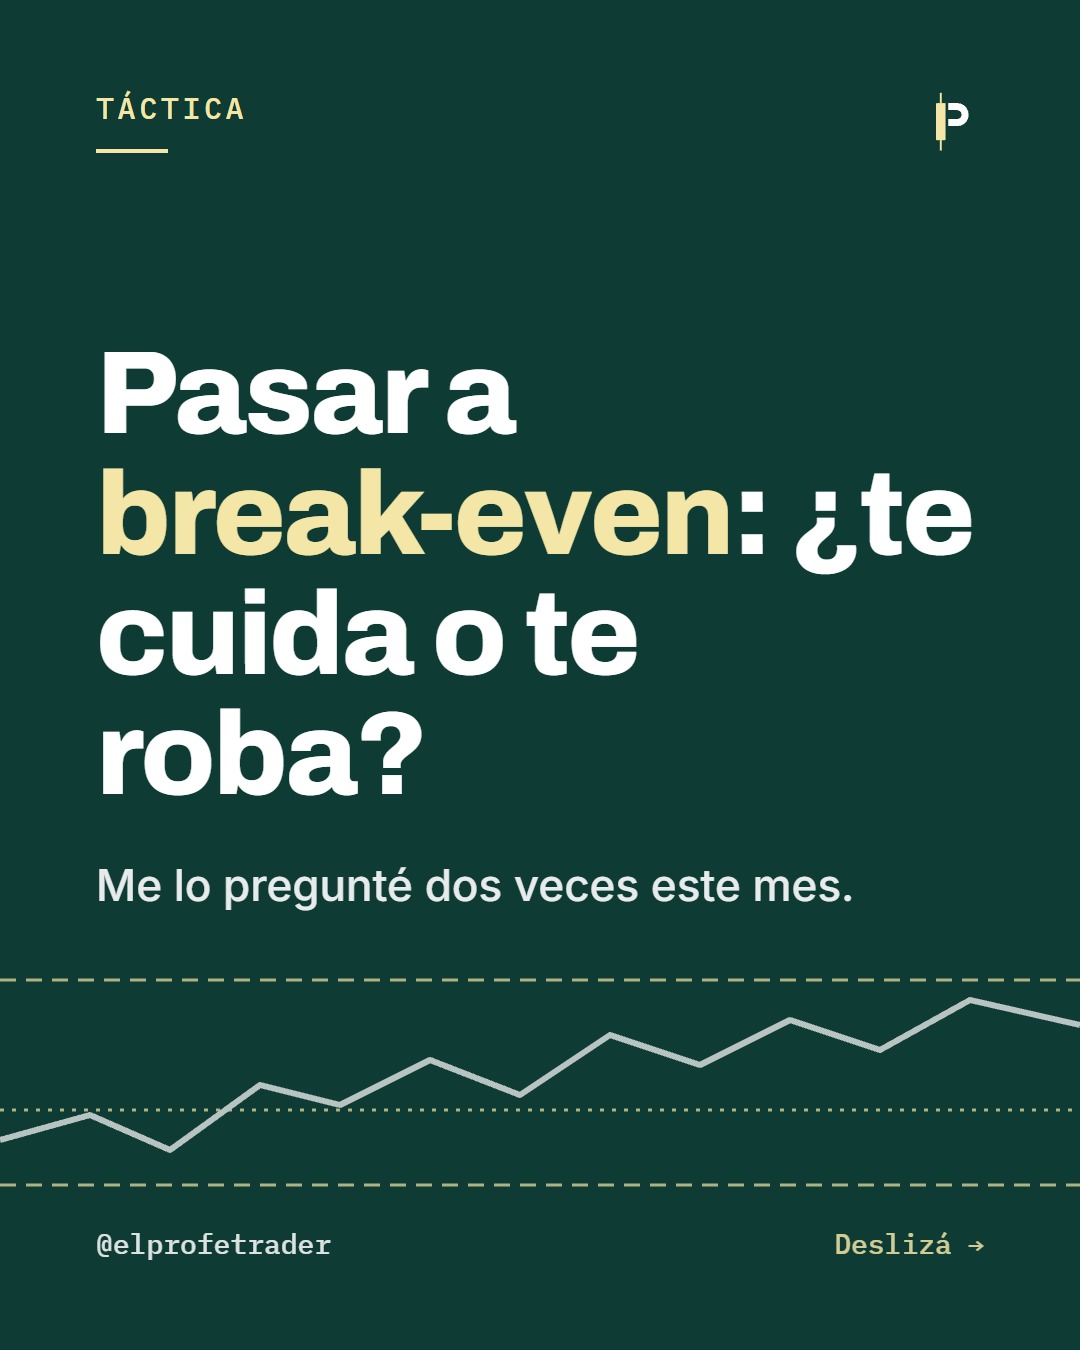 TÁCTICA
Pasar a
break-even: ¿te
cuida o te
roba?
Me lo pregunté dos veces este mes.
@elprofetrader
Deslizá →